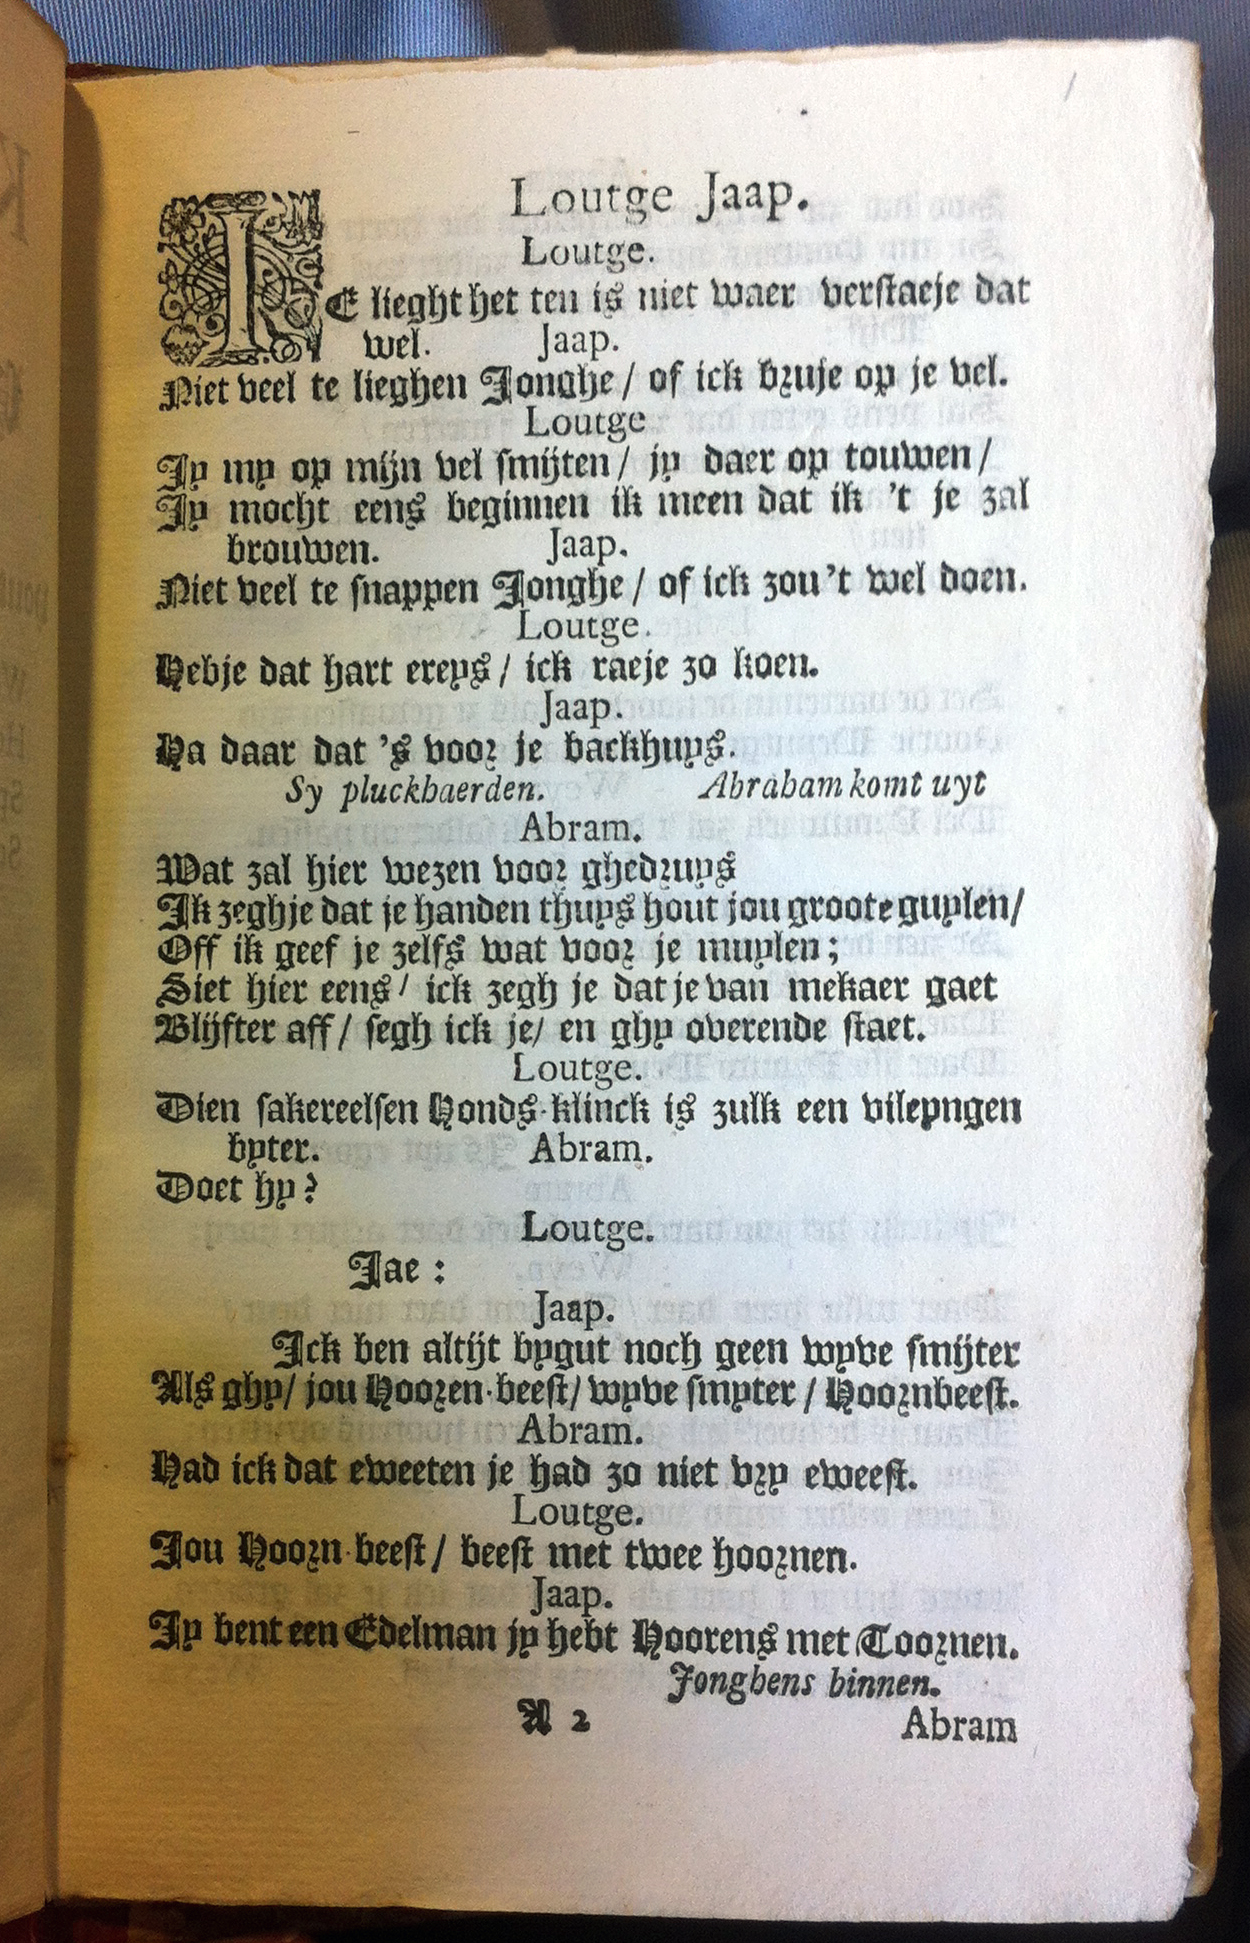 Loutge Jaap.
Loutge.
IE lieght het ten is niet waer verstaeje dat
wel. Jaap.
Niet veel te lieghen Jonghe / of ick bruje op je vel.
Loutge
Jy my op mijn vel smijten / jy daer op touwen /
Jy mocht eens beginnen ik meen dat ik 't je zal
brouwen. Jaap.
Niet veel te snappen Jonghe / of ick zou 't wel doen.
Loutge.
Hebje dat hart ereys / ick raeje zo koen.
Jaap.
Ha daar dat 's voor je backhuys.
Sy pluckbaerden. Abraham komt uyt
Abram.
Wat zal hier wezen voor ghedruys
Ik zeghje dat je handen thuys hout jou groote guylen /
Off ik geef je zelfs wat voor je muylen ;
Siet hier eens / ick zegh je dat je van mekaer gaet
Blijfter aff / segh ick je / en ghy overende staet.
Loutge.
Dien sakereelsen Honds-klinck is zulk een vileyngen
byter. Abram.
Doet hy ?
Loutge.
Jae :
Jaap.
Ick ben altijt bygut noch geen wyve smijter
Als ghy / jou Hooren-beest / wyve smyter / Hoornbeest.
Abram.
Had ick dat eweeten je had zo niet vry eweest.
Loutge.
Jou Hoorn-beest / beest met twee hoornen.
Jaap.
Jy bent een Edelman jy hebt Hoorens met Toornen.
Jonghens binnen.
A 2 Abram